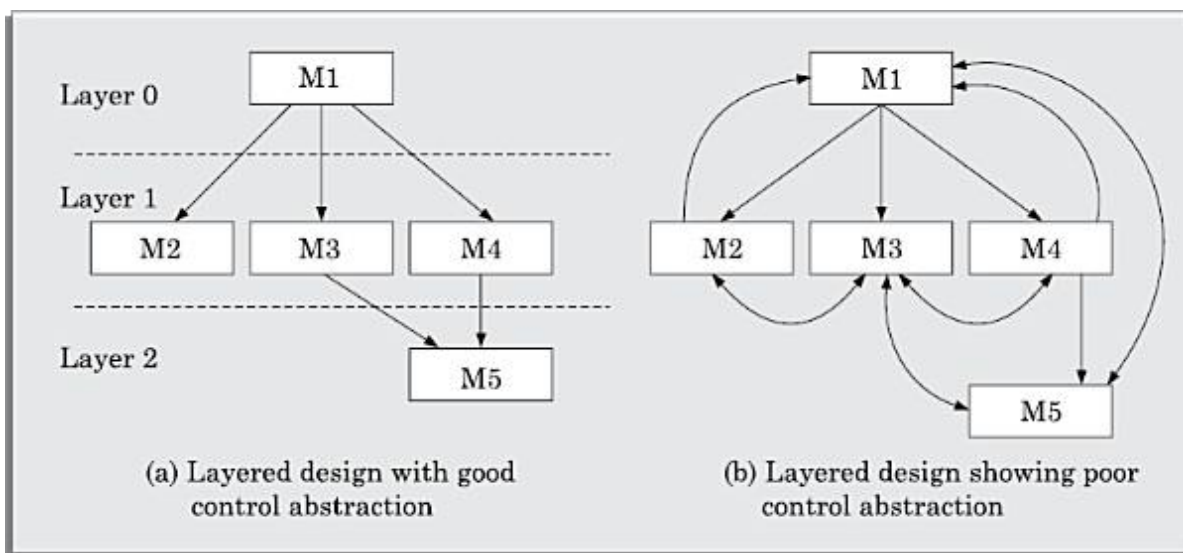 M1
Layer 0
Layer 1
M2
M3
M4
Layer 2
M5
(a) Layered design with good
control abstraction
M1
M2
M3
M4
M5
(b) Layered design showing poor
control abstraction